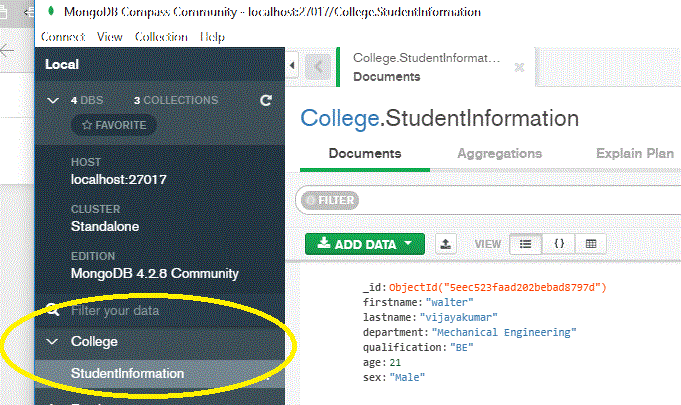 MongoDB Compass Community - localhost:27017/College.StudentInformation
Connect View Collection Help
Local
4 DBS 3 COLLECTIONS
FAVORITE
HOST
localhost:27017
CLUSTER
Standalone
EDITION
MongoDB 4.2.8 Community
Filter your data
College
StudentInformation
College.StudentInformat...
Documents
College.StudentInformation
Documents Aggregations Explain Plan
FILTER
ADD DATA VIEW {}
_id:ObjectId("5eec523faad202bebad8797d")
firstname:"walter"
lastname:"vijayakumar"
department:"Mechanical Engineering"
qualification:"BE"
age:21
sex:"Male"